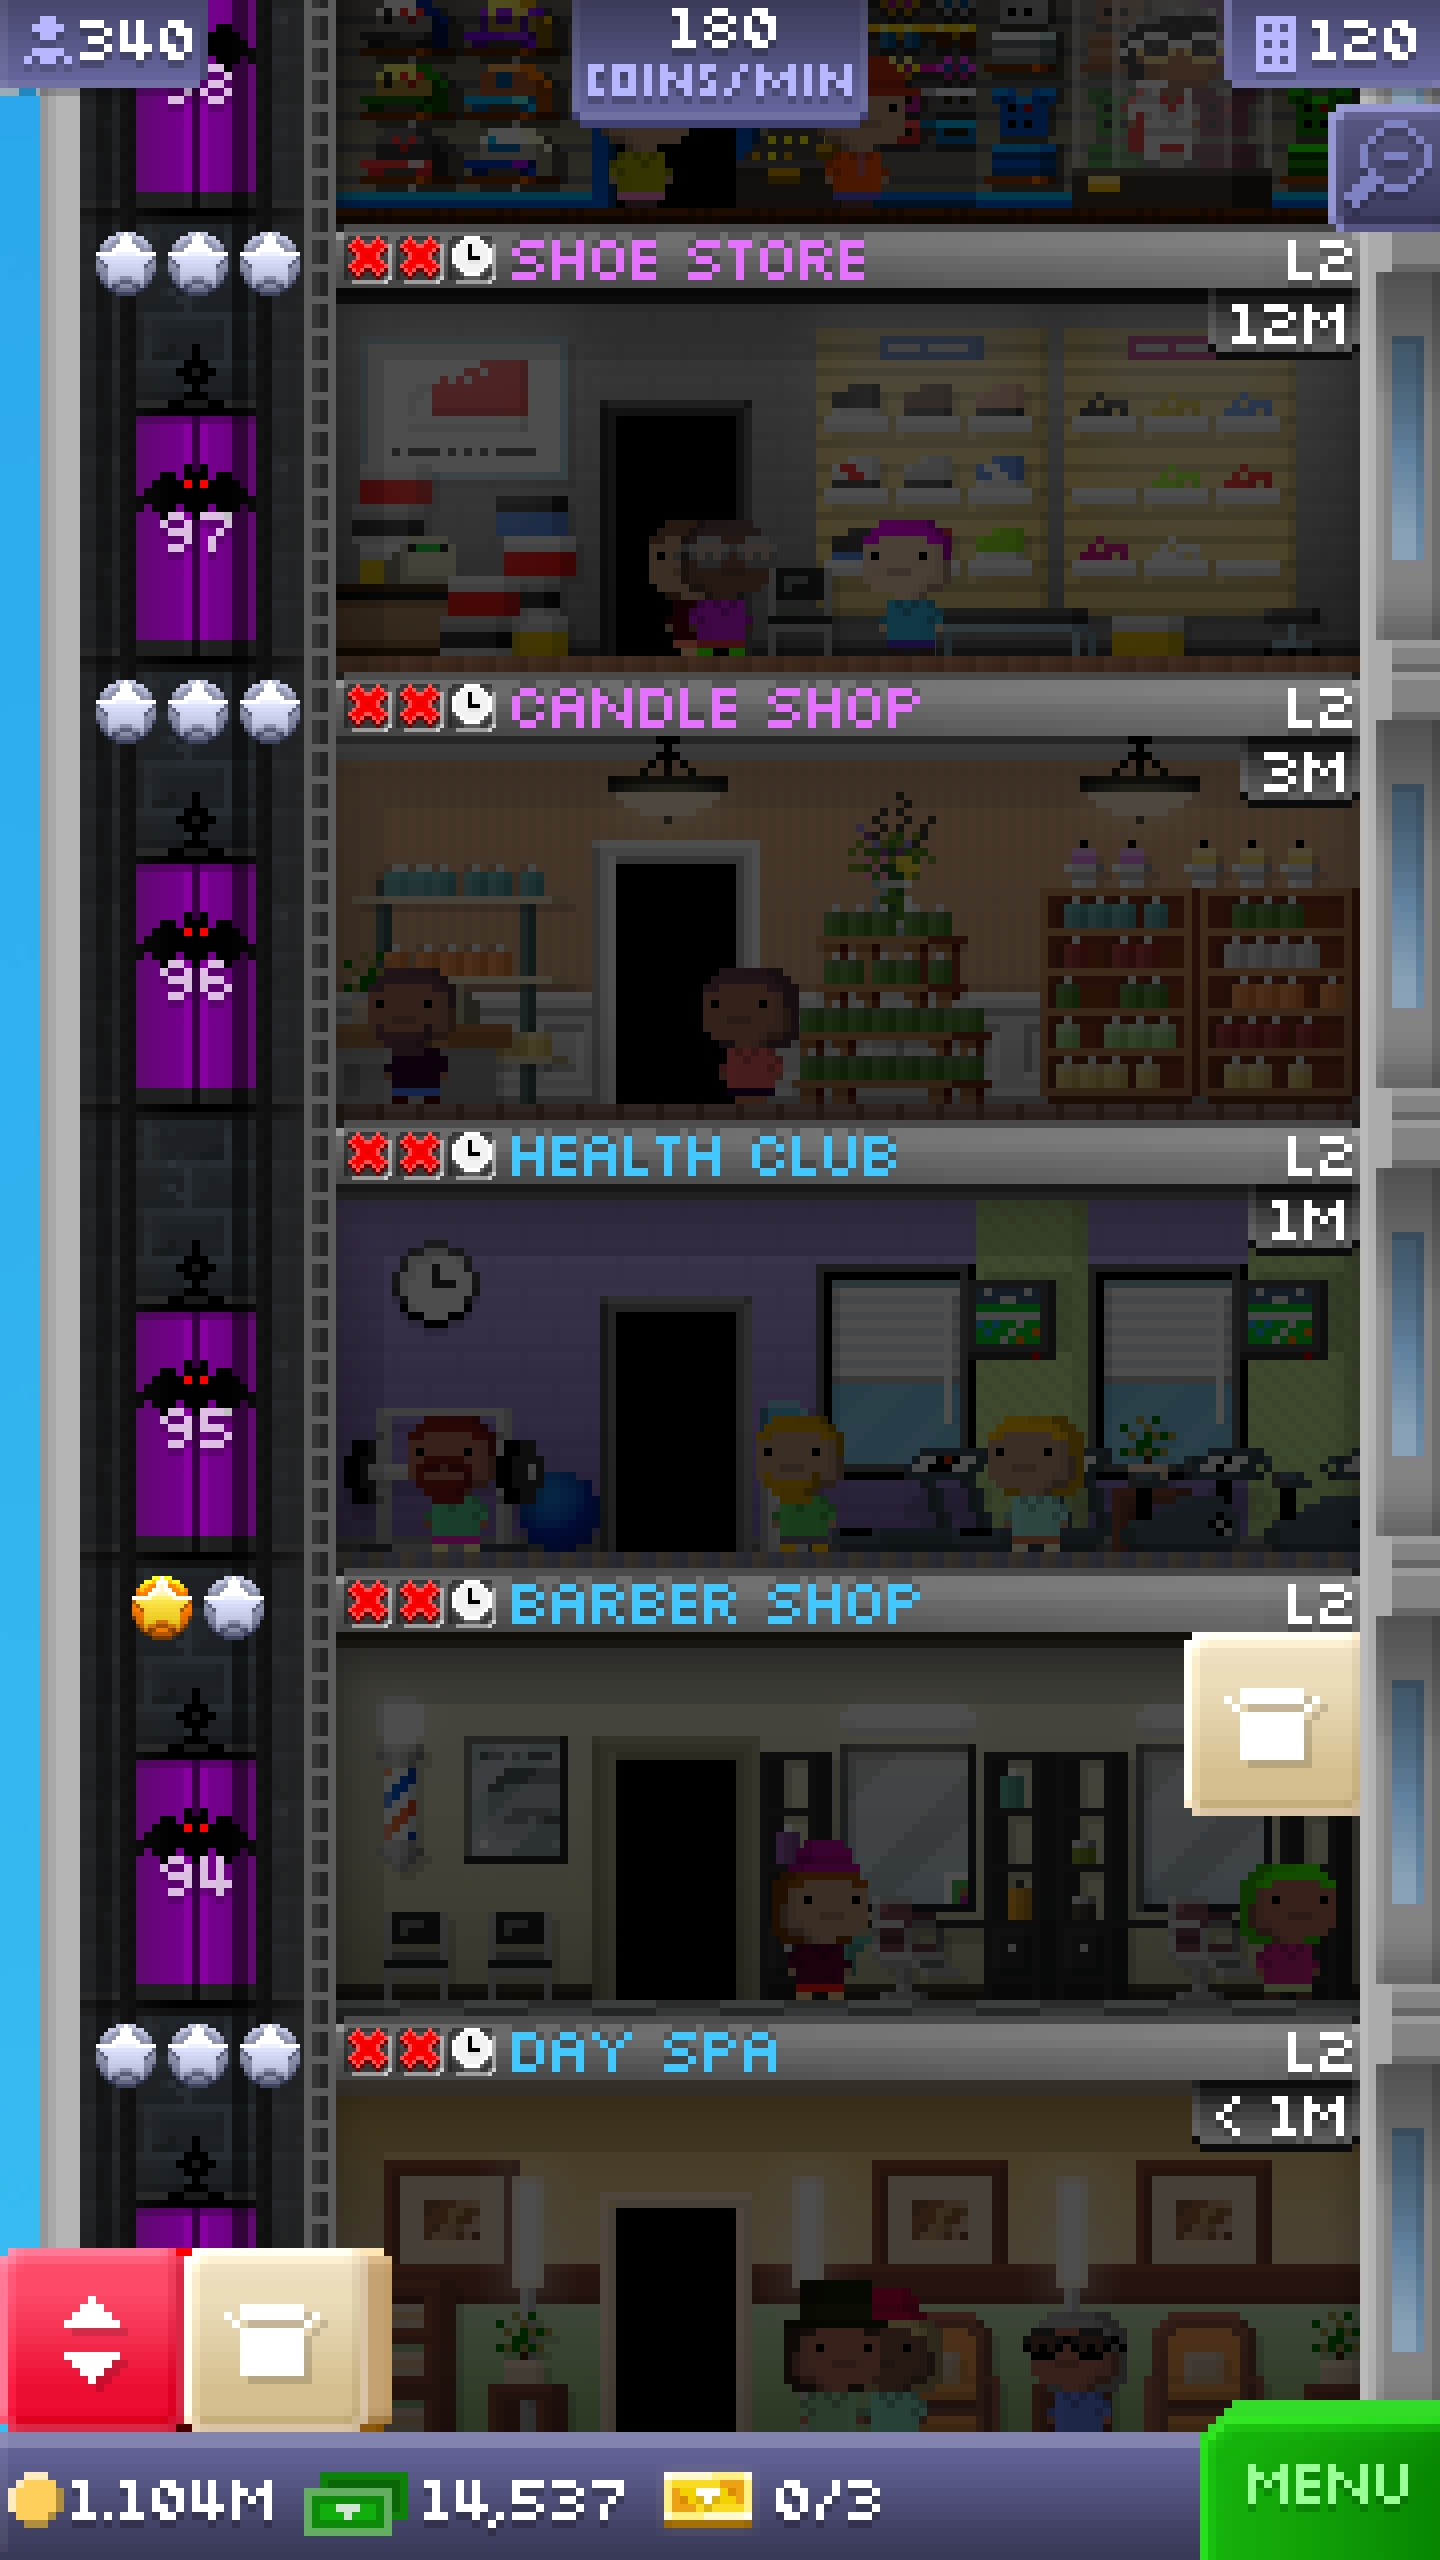 340
180
COINS/MIN
120
SHOE STORE
L2
12M
97
CANDLE SHOP
L2
3M
96
HEALTH CLUB
L2
1M
95
BARBER SHOP
L2
94
DAY SPA
L2
< 1M
1.104M
14,537
0/3
MENU